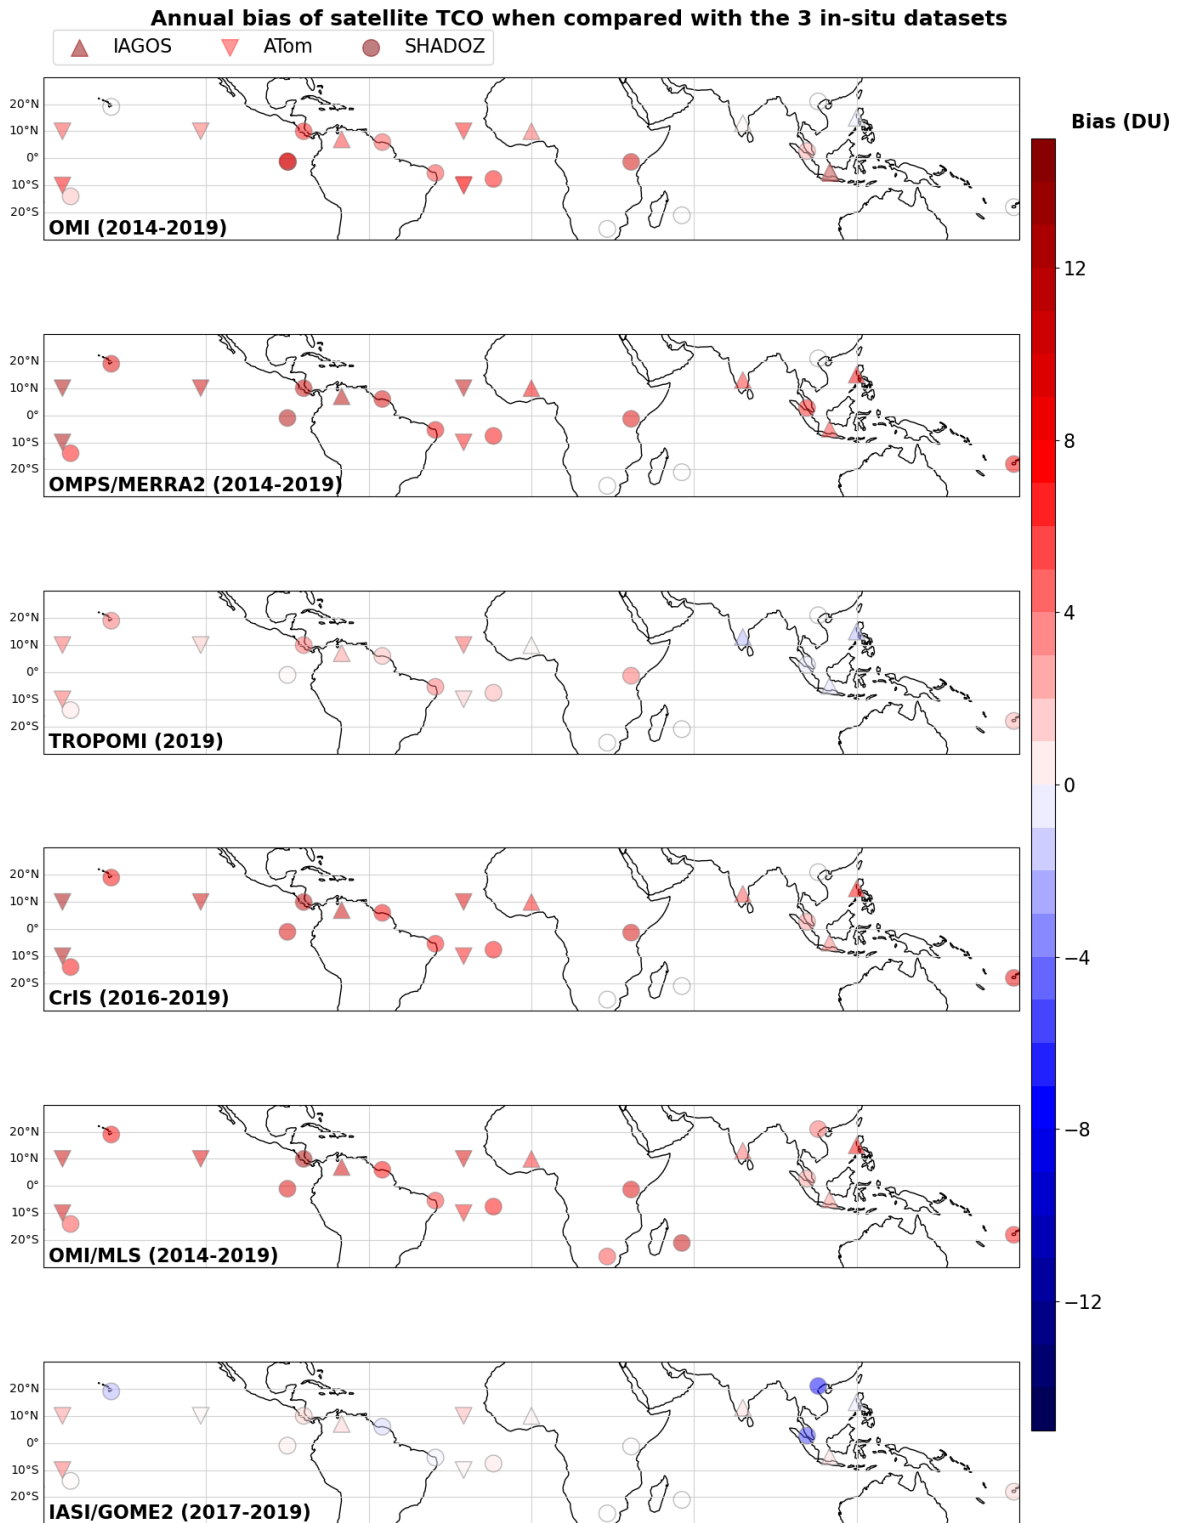 Annual bias of satellite TCO when compared with the 3 in-situ datasets
IAGOS ATom SHADOZ
Bias (DU)
20°N
10°N
0°
10°S
20°S
OMI (2014-2019)
20°N
10°N
0°
10°S
20°S
OMPS/MERRA2 (2014-2019)
20°N
10°N
0°
10°S
20°S
TROPOMI (2019)
20°N
10°N
0°
10°S
20°S
CrIS (2016-2019)
20°N
10°N
0°
10°S
20°S
OMI/MLS (2014-2019)
20°N
10°N
0°
10°S
20°S
IASI/GOME2 (2017-2019)
12
8
4
0
−4
−8
−12